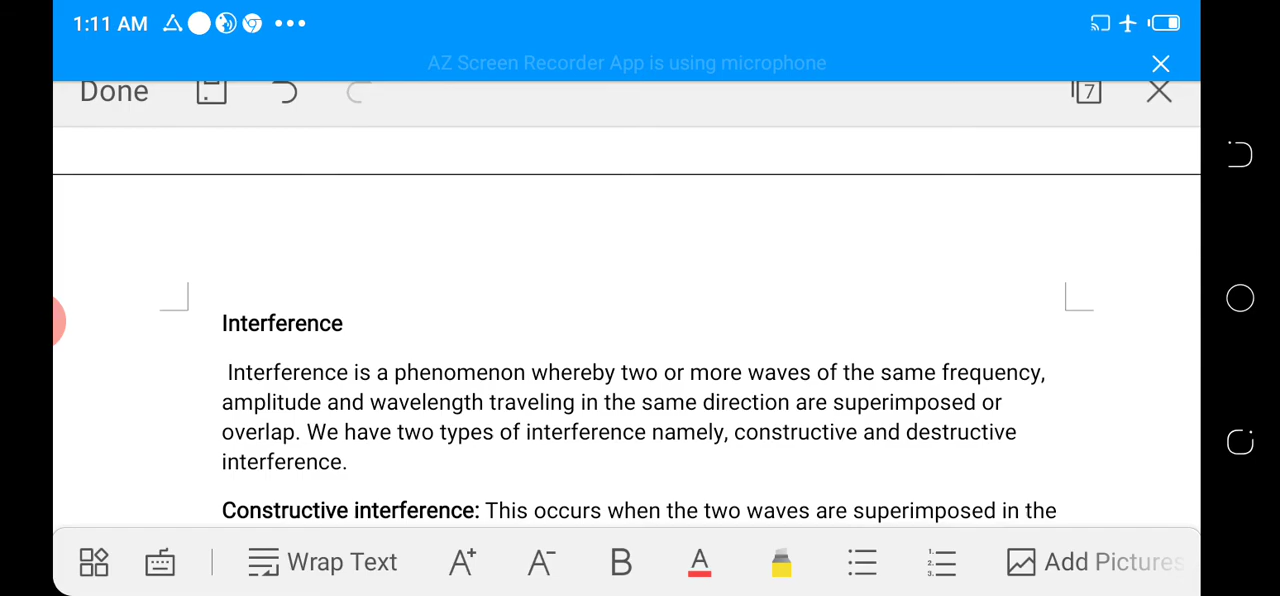 1:11 AM
AZ Screen Recorder App is using microphone
Done
7
Interference
Interference is a phenomenon whereby two or more waves of the same frequency,
amplitude and wavelength traveling in the same direction are superimposed or
overlap. We have two types of interference namely, constructive and destructive
interference.
Constructive interference: This occurs when the two waves are superimposed in the
Wrap Text A+ A- B A Add Pictures